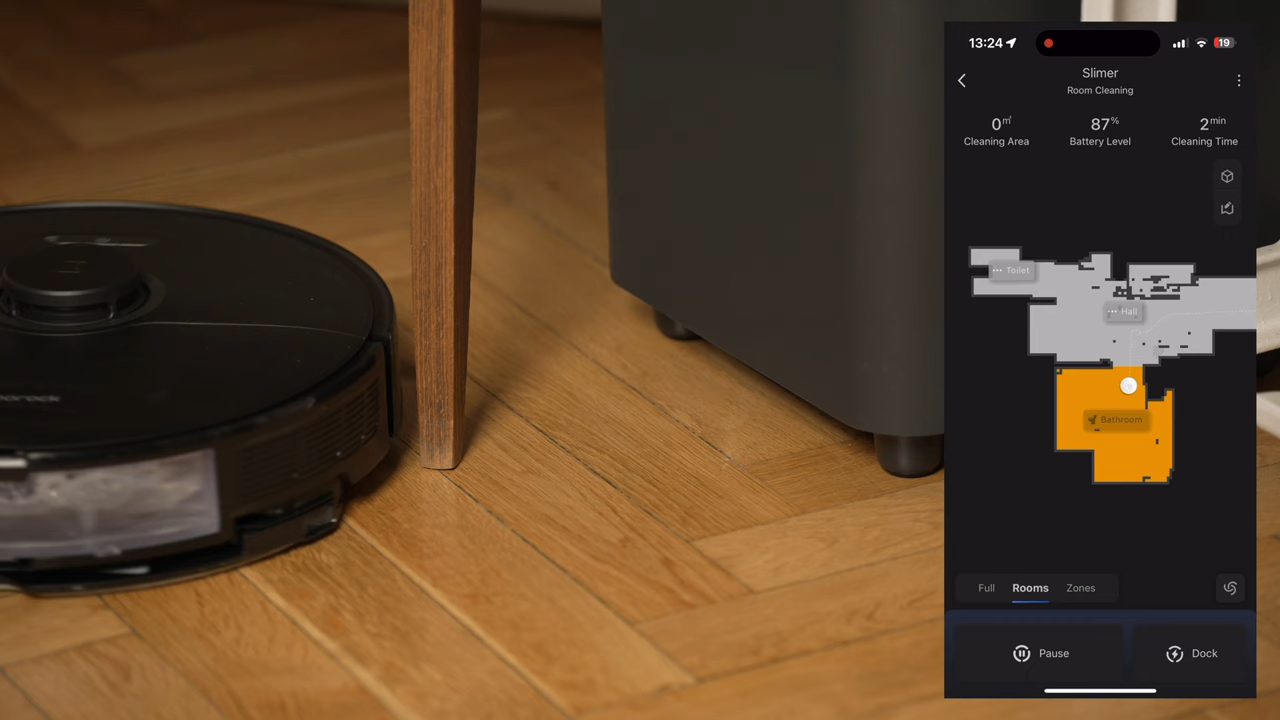 13:24
19
Slimer
Room Cleaning
0㎡ 87% 2min
Cleaning Area Battery Level Cleaning Time
Toilet
Hall
Bathroom
Full Rooms Zones
Pause Dock